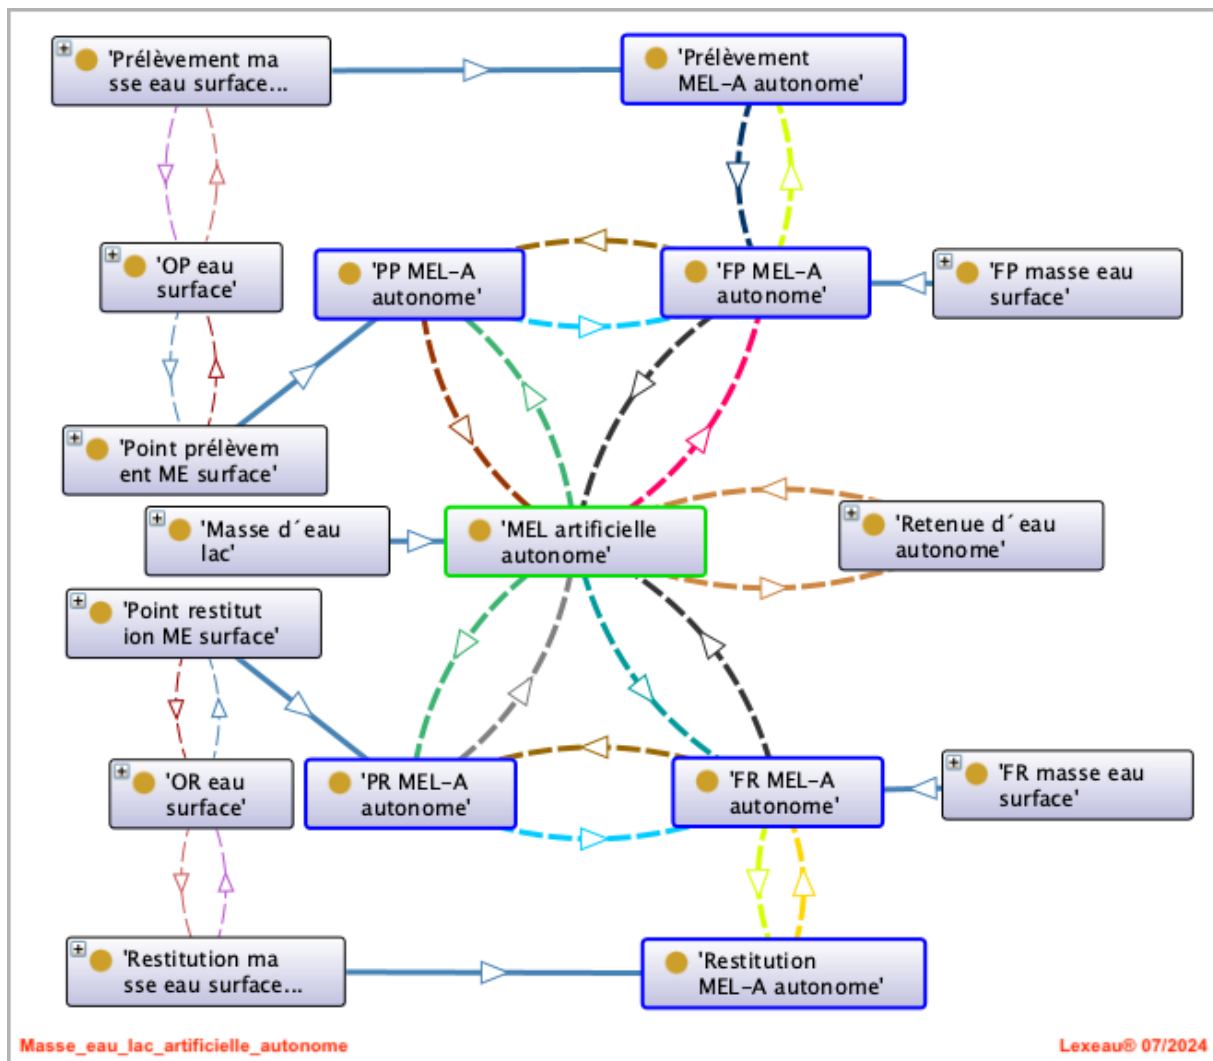 'Prélèvement ma
sse eau surface...
'Prélèvement
MEL-A autonome'
'OP eau
surface'
'PP MEL-A
autonome'
'FP MEL-A
autonome'
'FP masse eau
surface'
'Point prélèvem
ent ME surface'
'Masse d´eau
lac'
'MEL artificielle
autonome'
'Retenue d´eau
autonome'
'Point restitut
ion ME surface'
'OR eau
surface'
'PR MEL-A
autonome'
'FR MEL-A
autonome'
'FR masse eau
surface'
'Restitution ma
sse eau surface...
'Restitution
MEL-A autonome'
Masse_eau_lac_artificielle_autonome
Lexeau® 07/2024